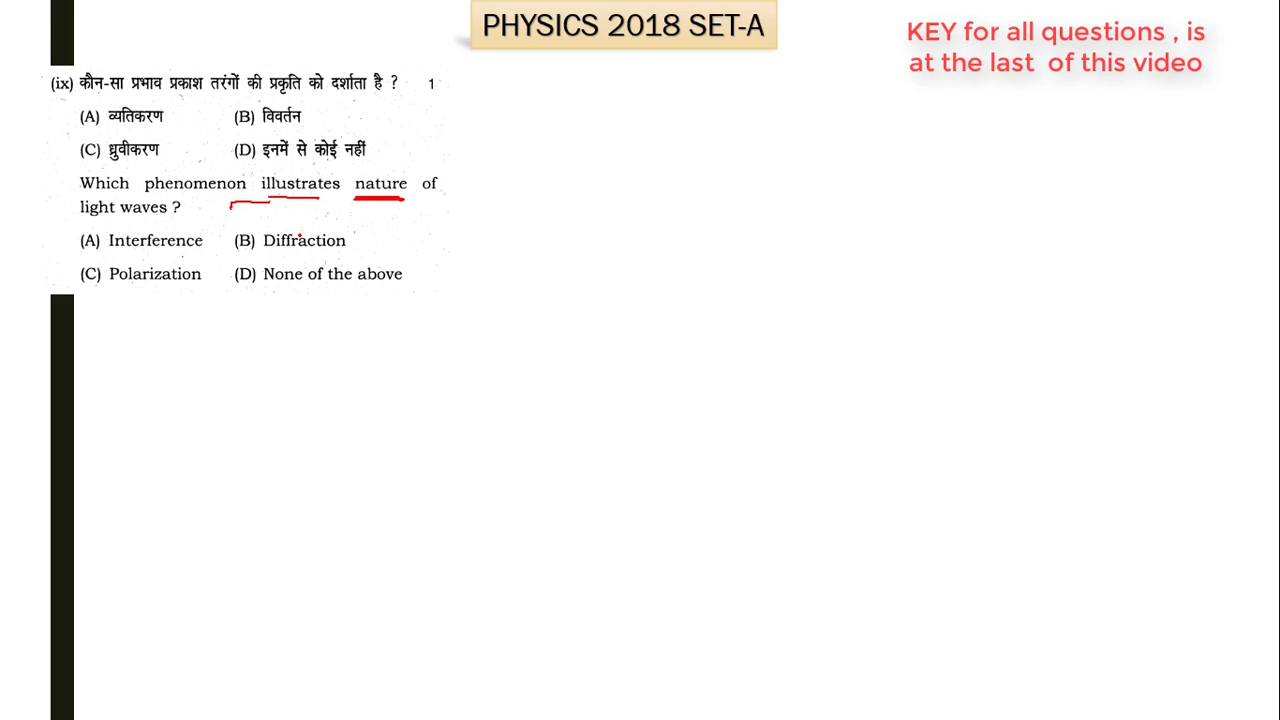 PHYSICS 2018 SET-A
KEY for all questions , is
at the last of this video
(ix) कौन-सा प्रभाव प्रकाश तरंगों की प्रकृति को दर्शाता है ? 1
(A) व्यतिकरण (B) विवर्तन
(C) ध्रुवीकरण (D) इनमें से कोई नहीं
Which phenomenon illustrates nature of
light waves ?
(A) Interference (B) Diffraction
(C) Polarization (D) None of the above